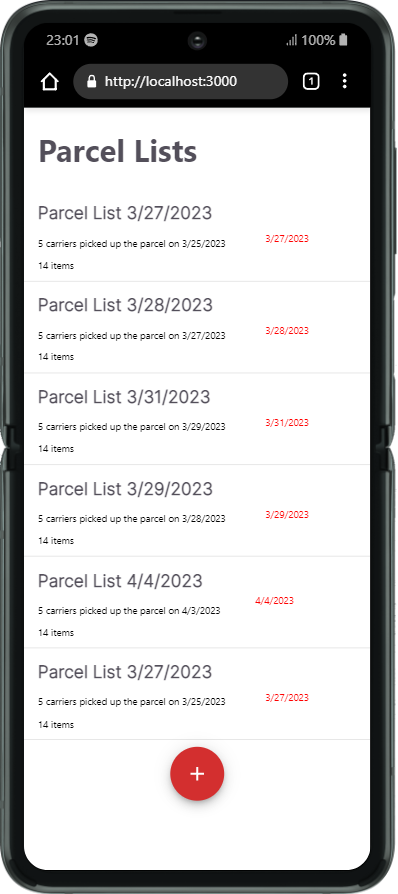 23:01 100%
http://localhost:3000 1
Parcel Lists
Parcel List 3/27/2023
5 carriers picked up the parcel on 3/25/2023 3/27/2023
14 items
Parcel List 3/28/2023
5 carriers picked up the parcel on 3/27/2023 3/28/2023
14 items
Parcel List 3/31/2023
5 carriers picked up the parcel on 3/29/2023 3/31/2023
14 items
Parcel List 3/29/2023
5 carriers picked up the parcel on 3/28/2023 3/29/2023
14 items
Parcel List 4/4/2023
5 carriers picked up the parcel on 4/3/2023 4/4/2023
14 items
Parcel List 3/27/2023
5 carriers picked up the parcel on 3/25/2023 3/27/2023
14 items
+